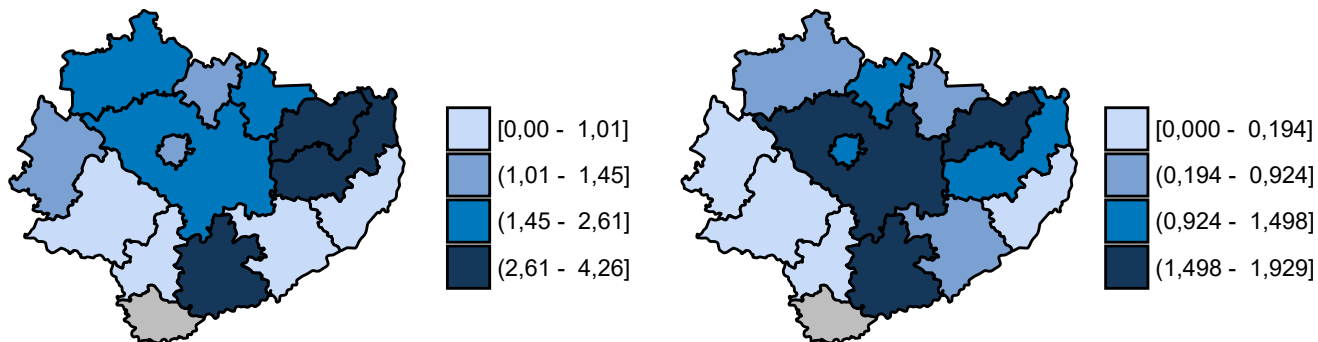 [0,00 - 1,01]
(1,01 - 1,45]
(1,45 - 2,61]
(2,61 - 4,26]
[0,000 - 0,194]
(0,194 - 0,924]
(0,924 - 1,498]
(1,498 - 1,929]